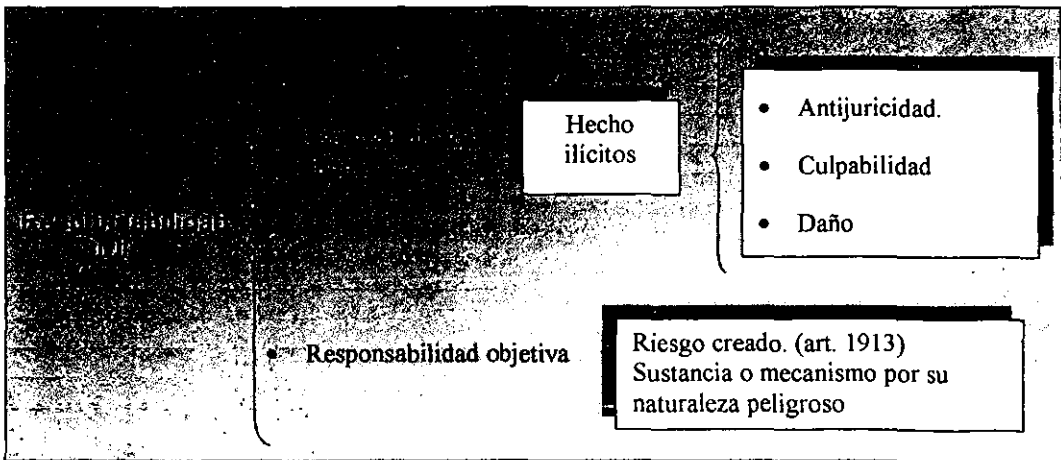 Hecho
ilícitos
• Antijuricidad.
• Culpabilidad
• Daño
• Responsabilidad objetiva
Riesgo creado. (art. 1913)
Sustancia o mecanismo por su
naturaleza peligroso